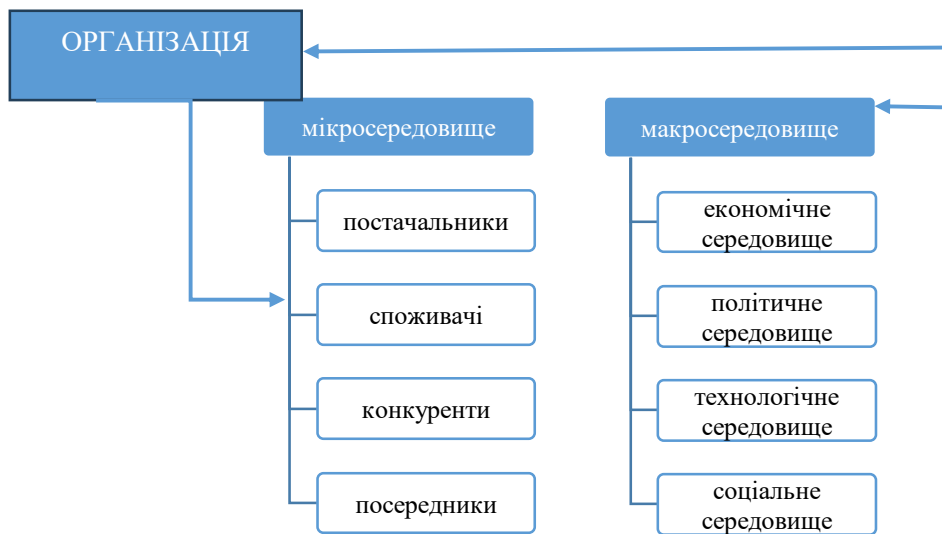 ОРГАНІЗАЦІЯ
мікросередовище
постачальники
споживачі
конкуренти
посередники
макросередовище
економічне
середовище
політичне
середовище
технологічне
середовище
соціальне
середовище